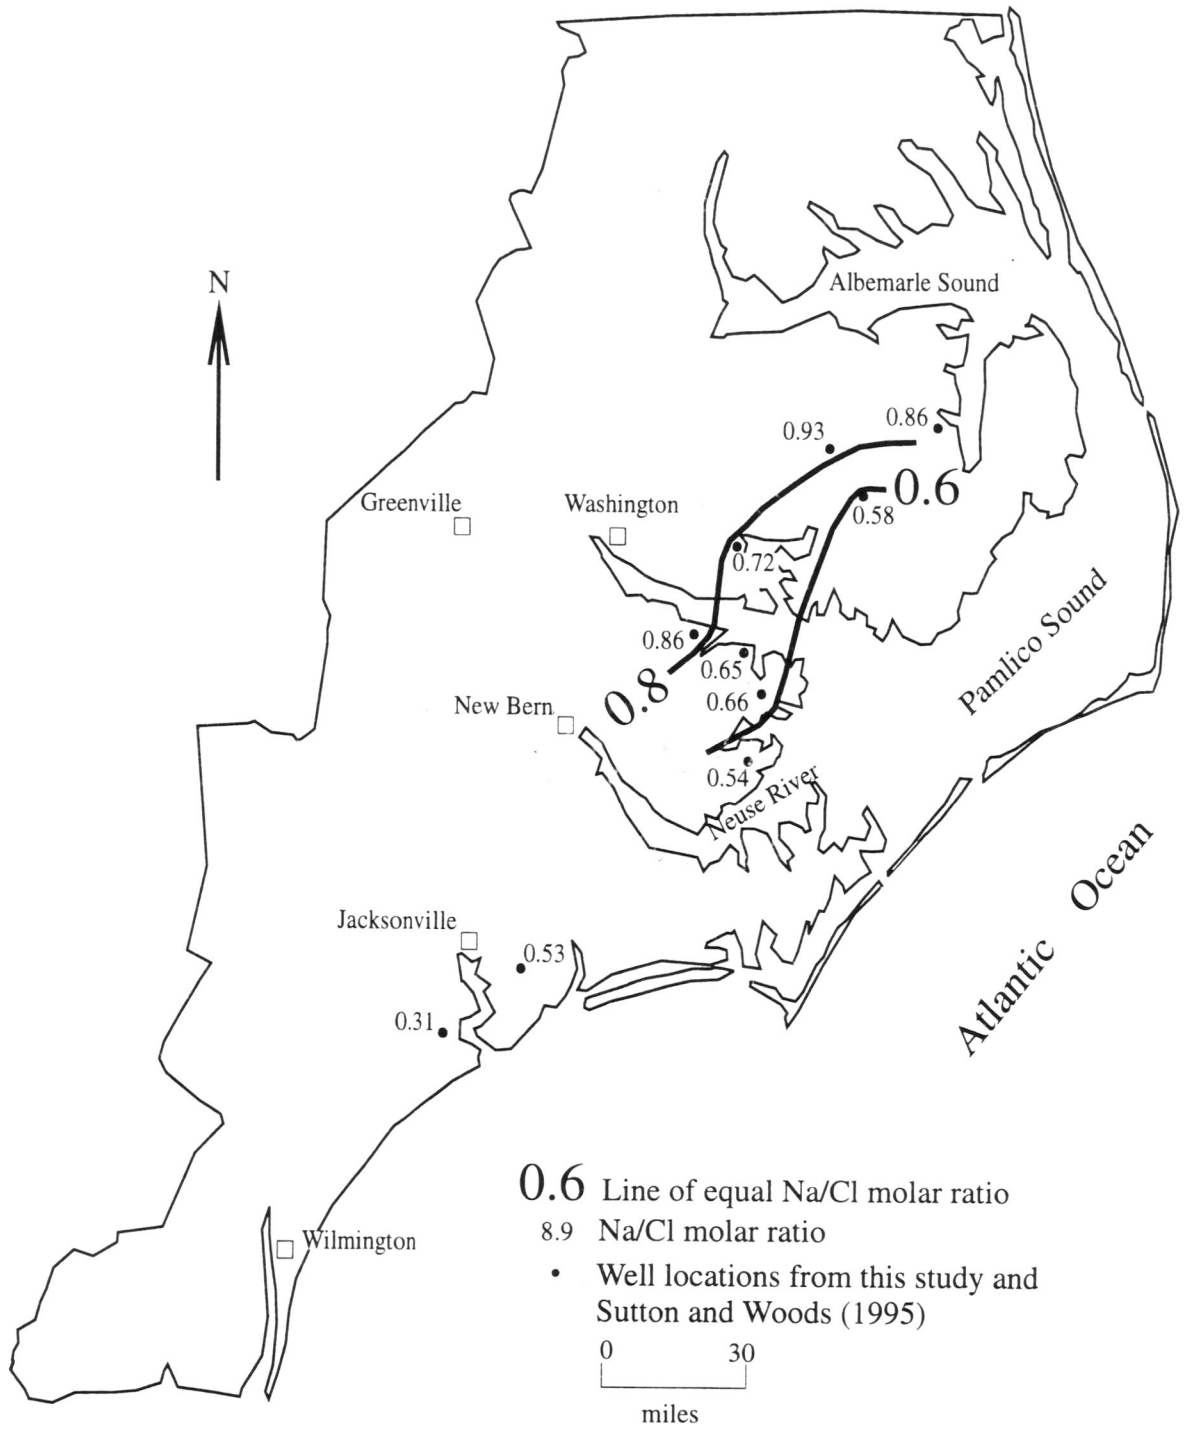 N
Albemarle Sound
0.86
0.93
0.6
Greenville
Washington
0.58
0.72
Pamlico Sound
0.86
0.65
0.8
0.66
New Bern
0.54
Neuse River
Atlantic Ocean
Jacksonville
0.53
0.31
0.6 Line of equal Na/Cl molar ratio
8.9 Na/Cl molar ratio
• Well locations from this study and
Sutton and Woods (1995)
Wilmington
0 30
miles